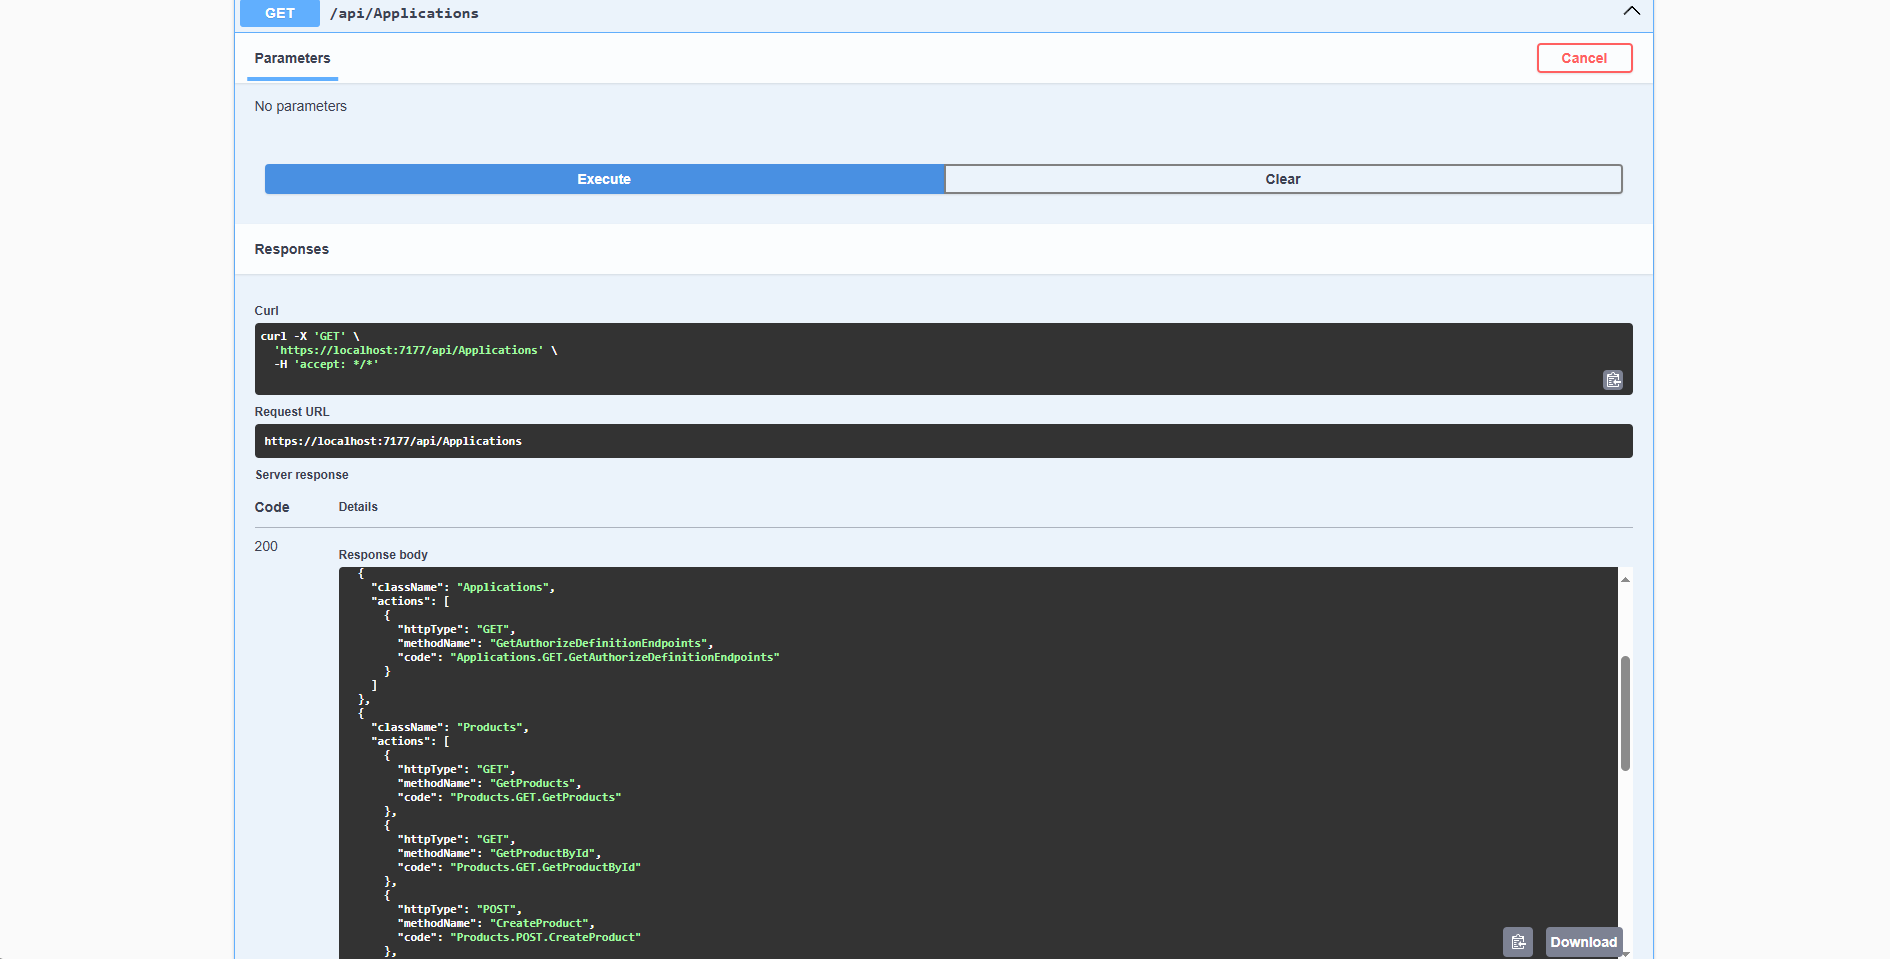 GET /api/Applications
Parameters
Cancel
No parameters
Execute
Clear
Responses
Curl
curl -X 'GET' \
  'https://localhost:7177/api/Applications' \
  -H 'accept: */*'
Request URL
https://localhost:7177/api/Applications
Server response
Code Details
200
Response body
  {
    "className": "Applications",
    "actions": [
      {
        "httpType": "GET",
        "methodName": "GetAuthorizeDefinitionEndpoints",
        "code": "Applications.GET.GetAuthorizeDefinitionEndpoints"
      }
    ]
  },
  {
    "className": "Products",
    "actions": [
      {
        "httpType": "GET",
        "methodName": "GetProducts",
        "code": "Products.GET.GetProducts"
      },
      {
        "httpType": "GET",
        "methodName": "GetProductById",
        "code": "Products.GET.GetProductById"
      },
      {
        "httpType": "POST",
        "methodName": "CreateProduct",
        "code": "Products.POST.CreateProduct"
      },
Download